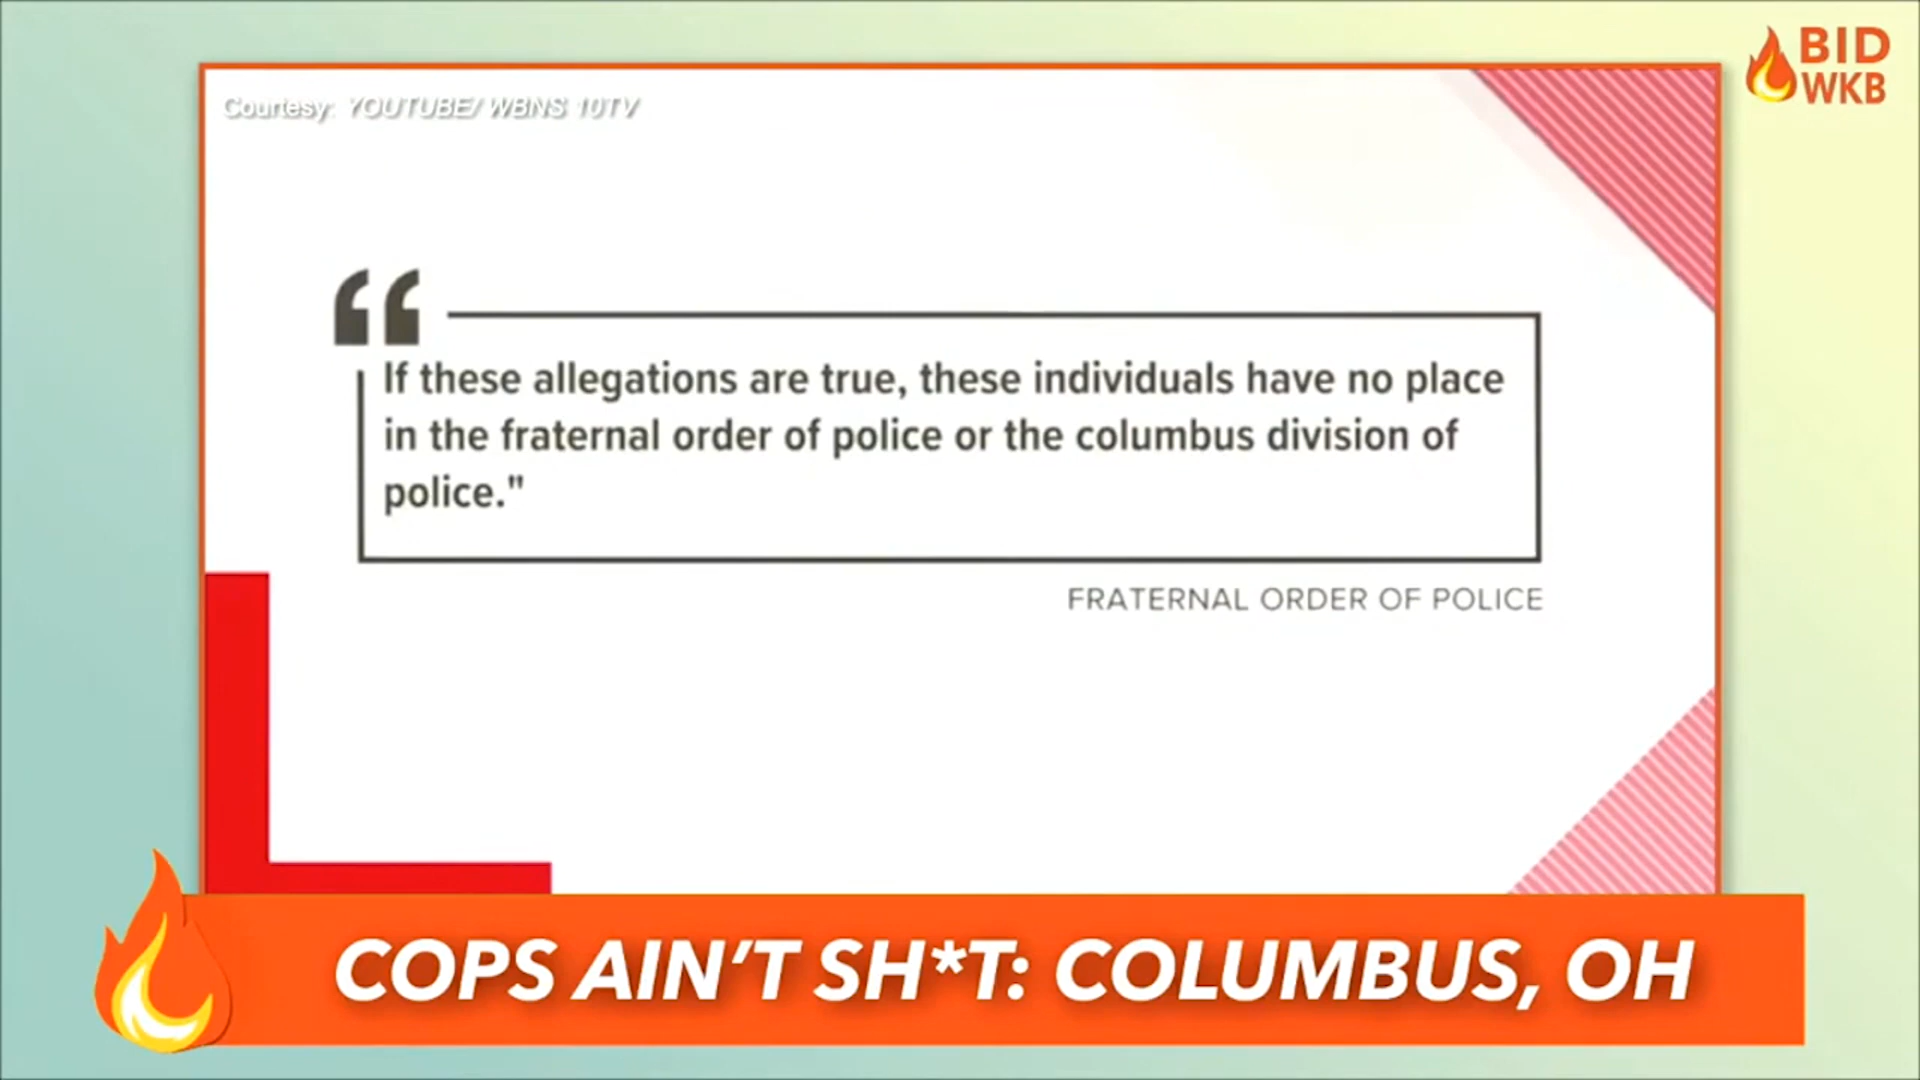 BID
WKB
Courtesy: YOUTUBE/ WBNS 10TV
“
If these allegations are true, these individuals have no place
in the fraternal order of police or the columbus division of
police."
FRATERNAL ORDER OF POLICE
COPS AIN’T SH*T: COLUMBUS, OH